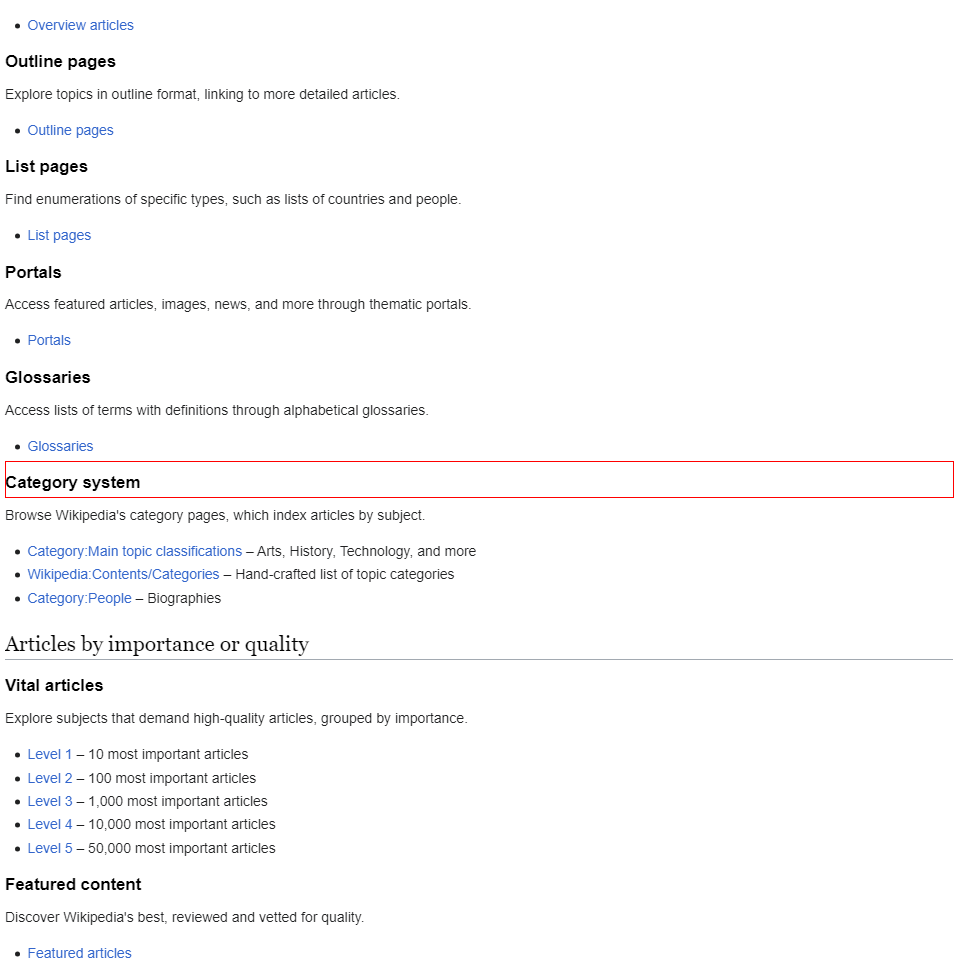 Overview articles
Outline pages
Explore topics in outline format, linking to more detailed articles.
Outline pages
List pages
Find enumerations of specific types, such as lists of countries and people.
List pages
Portals
Access featured articles, images, news, and more through thematic portals.
Portals
Glossaries
Access lists of terms with definitions through alphabetical glossaries.
Glossaries
Category system
Browse Wikipedia's category pages, which index articles by subject.
Category:Main topic classifications – Arts, History, Technology, and more
Wikipedia:Contents/Categories – Hand-crafted list of topic categories
Category:People – Biographies
Articles by importance or quality
Vital articles
Explore subjects that demand high-quality articles, grouped by importance.
Level 1 – 10 most important articles
Level 2 – 100 most important articles
Level 3 – 1,000 most important articles
Level 4 – 10,000 most important articles
Level 5 – 50,000 most important articles
Featured content
Discover Wikipedia's best, reviewed and vetted for quality.
Featured articles